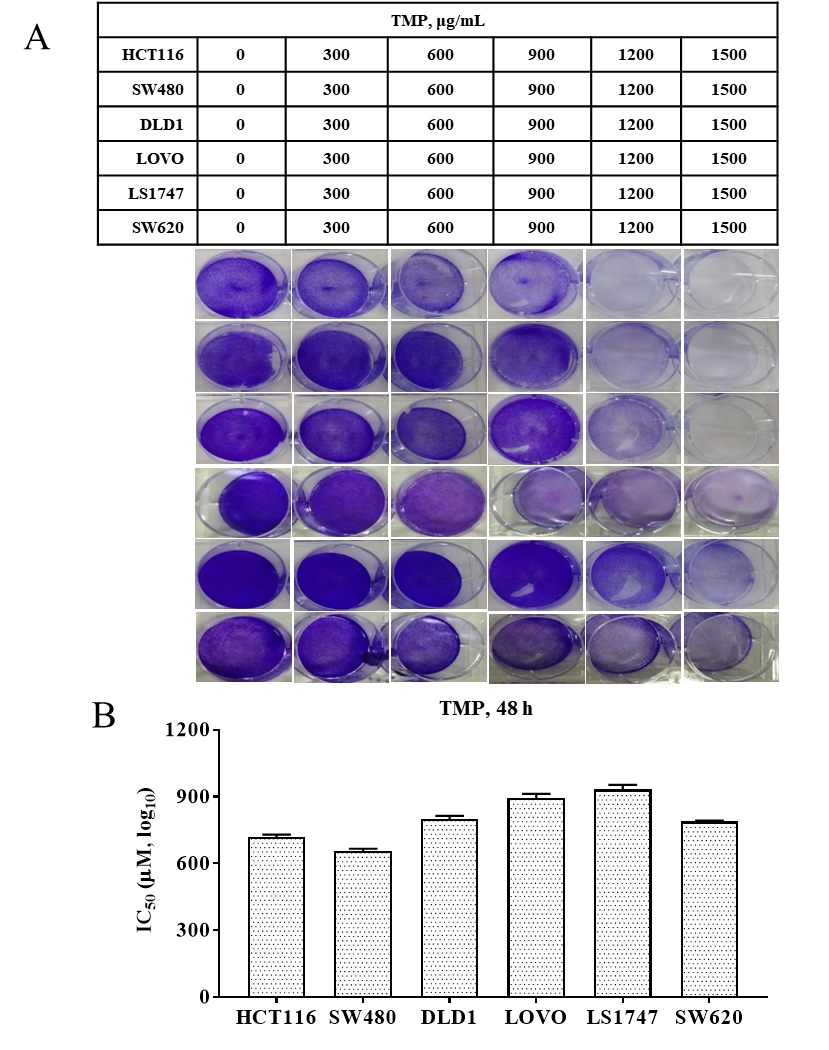 A
TMP, µg/mL
HCT116 0 300 600 900 1200 1500
SW480 0 300 600 900 1200 1500
DLD1 0 300 600 900 1200 1500
LOVO 0 300 600 900 1200 1500
LS1747 0 300 600 900 1200 1500
SW620 0 300 600 900 1200 1500
B
TMP, 48 h
IC50 (µM, log10)
1200
900
600
300
0
HCT116 SW480 DLD1 LOVO LS1747 SW620